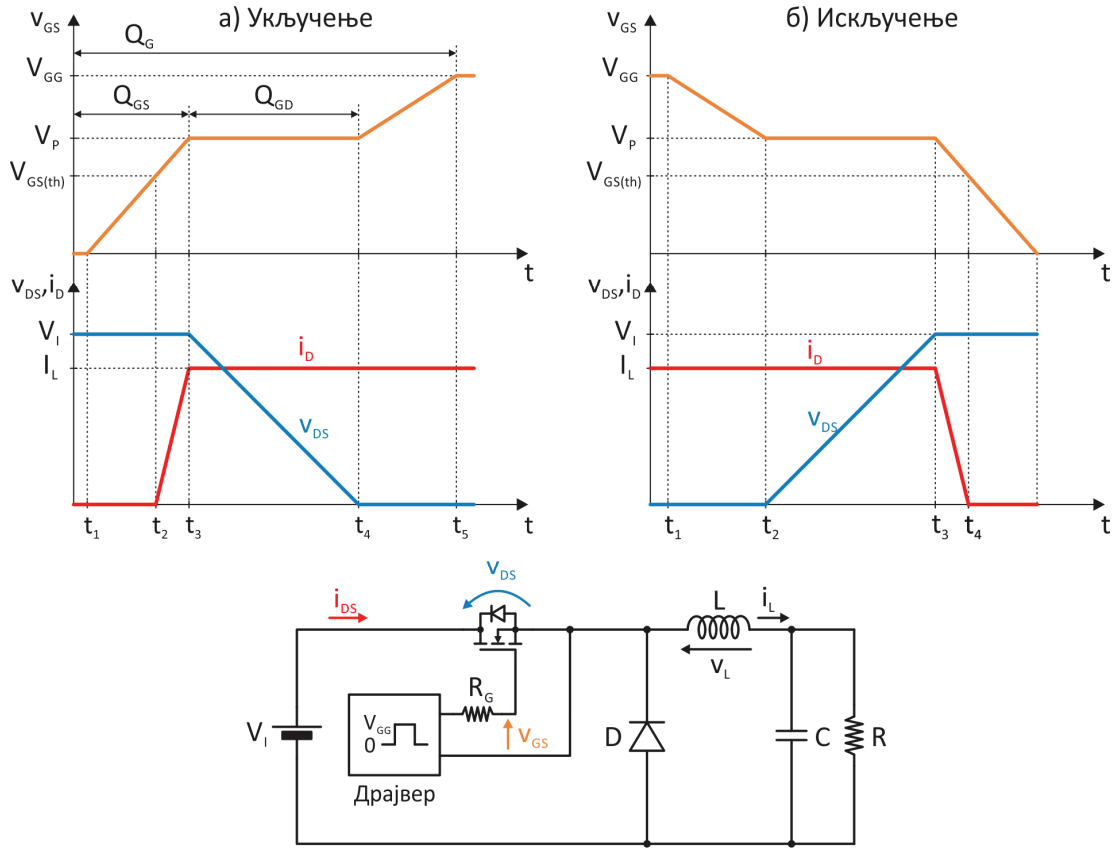 а) Укључење
v_GS
Q_G
V_GG
Q_GS
Q_GD
V_P
V_GS(th)
t
v_DS, i_D
V_I
I_L
i_D
v_DS
t_1 t_2 t_3 t_4 t_5
t
б) Искључење
v_GS
V_GG
V_P
V_GS(th)
t
v_DS, i_D
V_I
I_L
i_D
v_DS
t_1 t_2 t_3 t_4
t
v_DS
i_DS
L
i_L
v_L
R_G
V_GG
0
v_GS
V_I
D
C
R
Драјвер